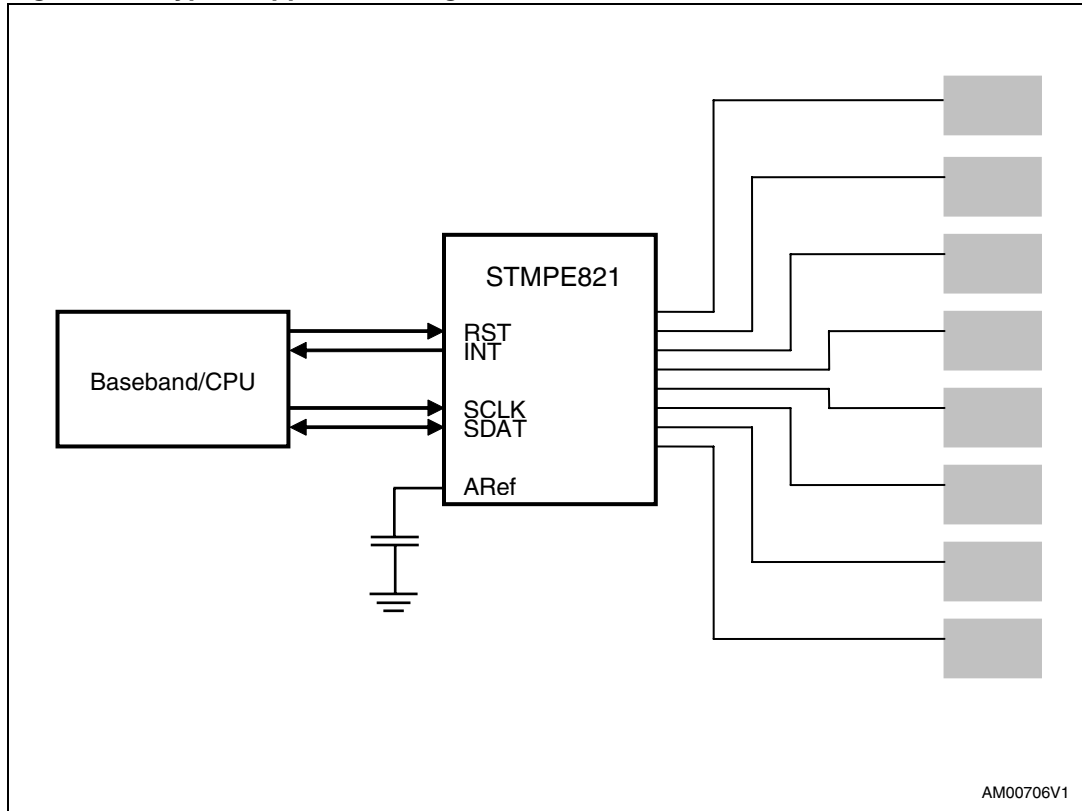 STMPE821
RST
INT
Baseband/CPU
SCLK
SDAT
ARef
AM00706V1